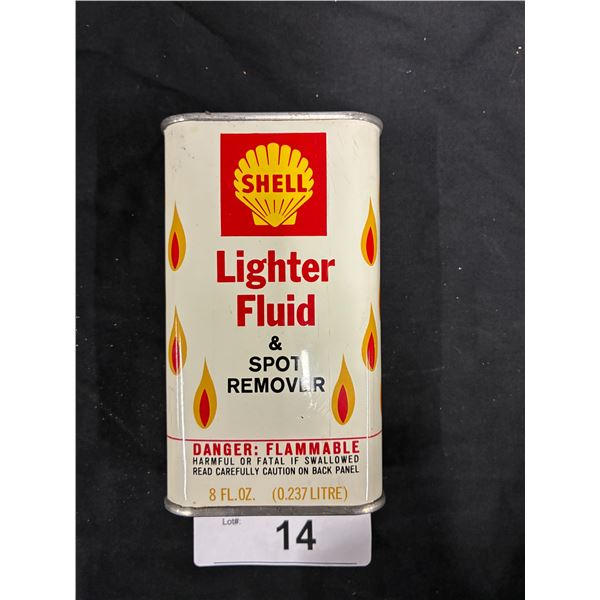 SHELL
Lighter
Fluid
&
SPOT
REMOVER
DANGER: FLAMMABLE
HARMFUL OR FATAL IF SWALLOWED
READ CAREFULLY CAUTION ON BACK PANEL
8 FL.OZ. (0.237 LITRE)
Lot#:
14